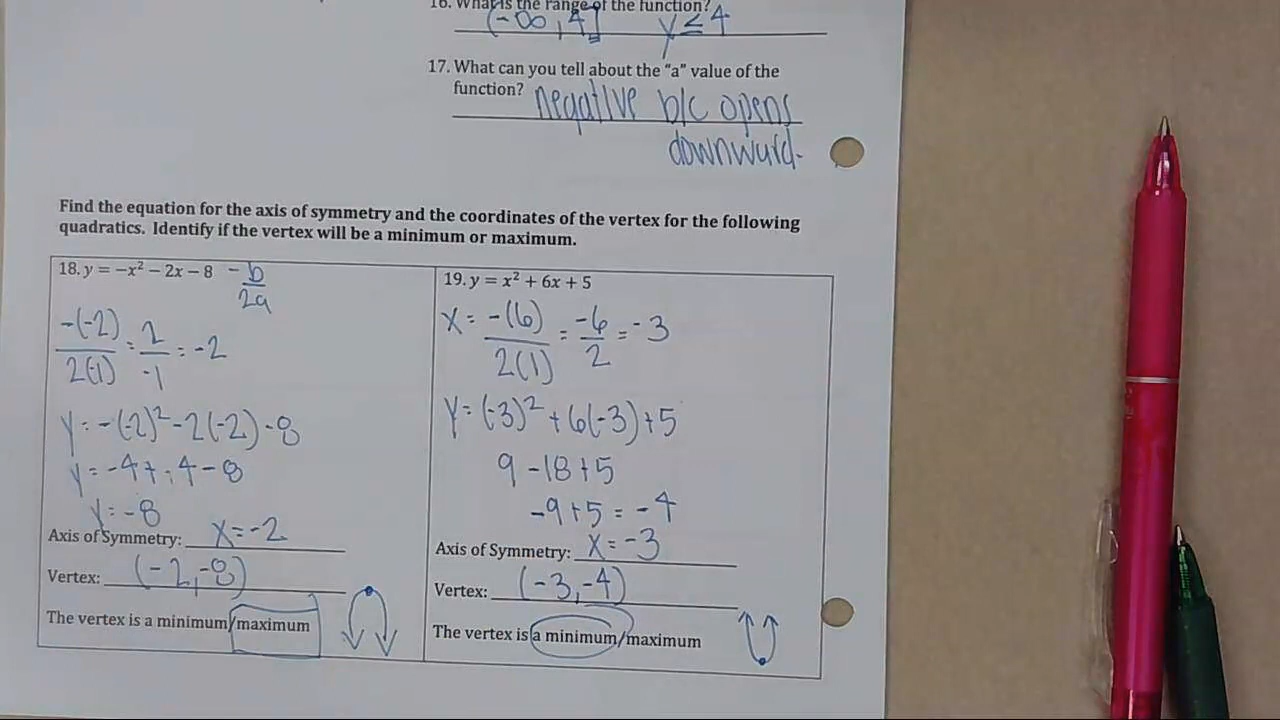 16. What is the range of the function?
(-∞, 4] y ≤ 4
17. What can you tell about the “a” value of the
function? negative b/c opens
downward.
Find the equation for the axis of symmetry and the coordinates of the vertex for the following
quadratics. Identify if the vertex will be a minimum or maximum.
18. y = −x² − 2x − 8 -b/2a
-(-2)/2(-1) = 2/-1 = -2
y = -(-2)² - 2(-2) - 8
y = -4 + 4 - 8
y = -8
Axis of Symmetry: x = -2
Vertex: (-2, -8)
The vertex is a minimum/maximum
19. y = x² + 6x + 5
x = -(6)/2(1) = -6/2 = -3
y = (-3)² + 6(-3) + 5
9 - 18 + 5
-9 + 5 = -4
Axis of Symmetry: x = -3
Vertex: (-3, -4)
The vertex is a minimum/maximum